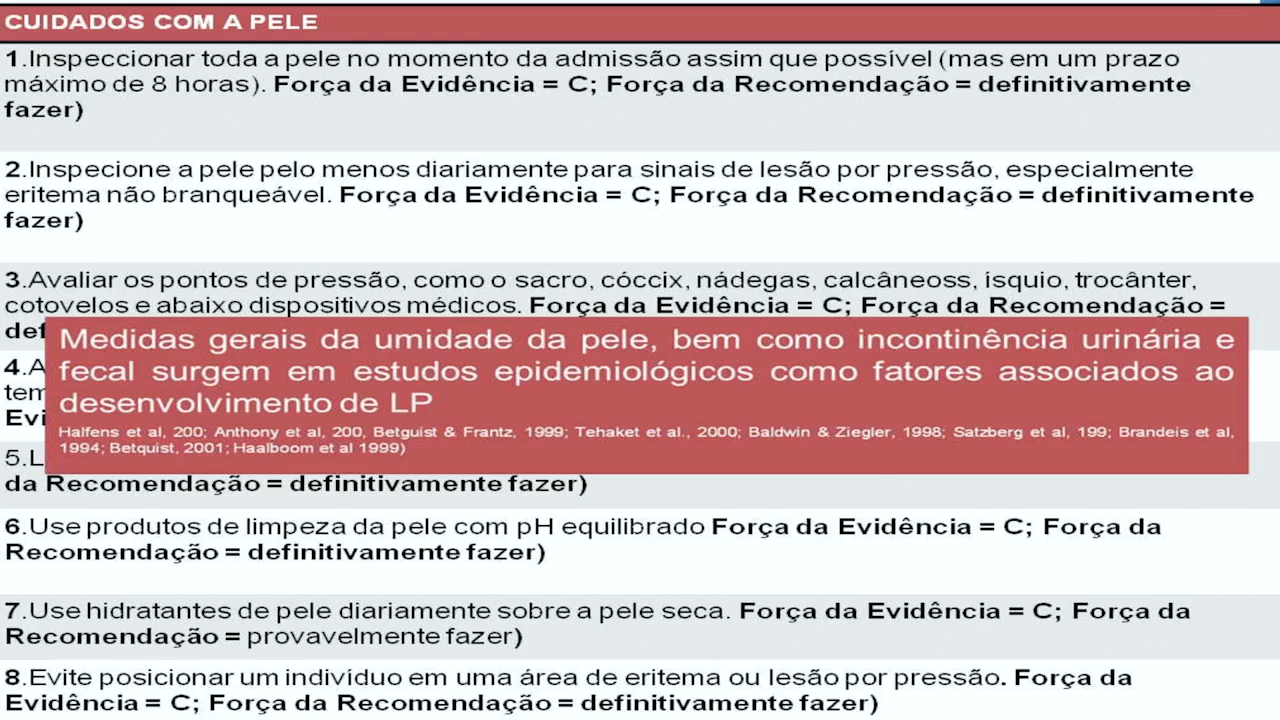 CUIDADOS COM A PELE
1.Inspeccionar toda a pele no momento da admissão assim que possível (mas em um prazo
máximo de 8 horas). Força da Evidência = C; Força da Recomendação = definitivamente
fazer)
2.Inspecione a pele pelo menos diariamente para sinais de lesão por pressão, especialmente
eritema não branqueável. Força da Evidência = C; Força da Recomendação = definitivamente
fazer)
3.Avaliar os pontos de pressão, como o sacro, cóccix, nádegas, calcâneoss, ísquio, trocânter,
cotovelos e abaixo dispositivos médicos. Força da Evidência = C; Força da Recomendação =
Medidas gerais da umidade da pele, bem como incontinência urinária e
fecal surgem em estudos epidemiológicos como fatores associados ao
desenvolvimento de LP
Halfens et al, 200; Anthony et al, 200, Betguist & Frantz, 1999; Tehaket et al., 2000; Baldwin & Ziegler, 1998; Satzberg et al, 199; Brandeis et al,
1994; Betquist, 2001; Haalboom et al 1999)
4.
5.
da Recomendação = definitivamente fazer)
6.Use produtos de limpeza da pele com pH equilibrado Força da Evidência = C; Força da
Recomendação = definitivamente fazer)
7.Use hidratantes de pele diariamente sobre a pele seca. Força da Evidência = C; Força da
Recomendação = provavelmente fazer)
8.Evite posicionar um indivíduo em uma área de eritema ou lesão por pressão. Força da
Evidência = C; Força da Recomendação = definitivamente fazer)